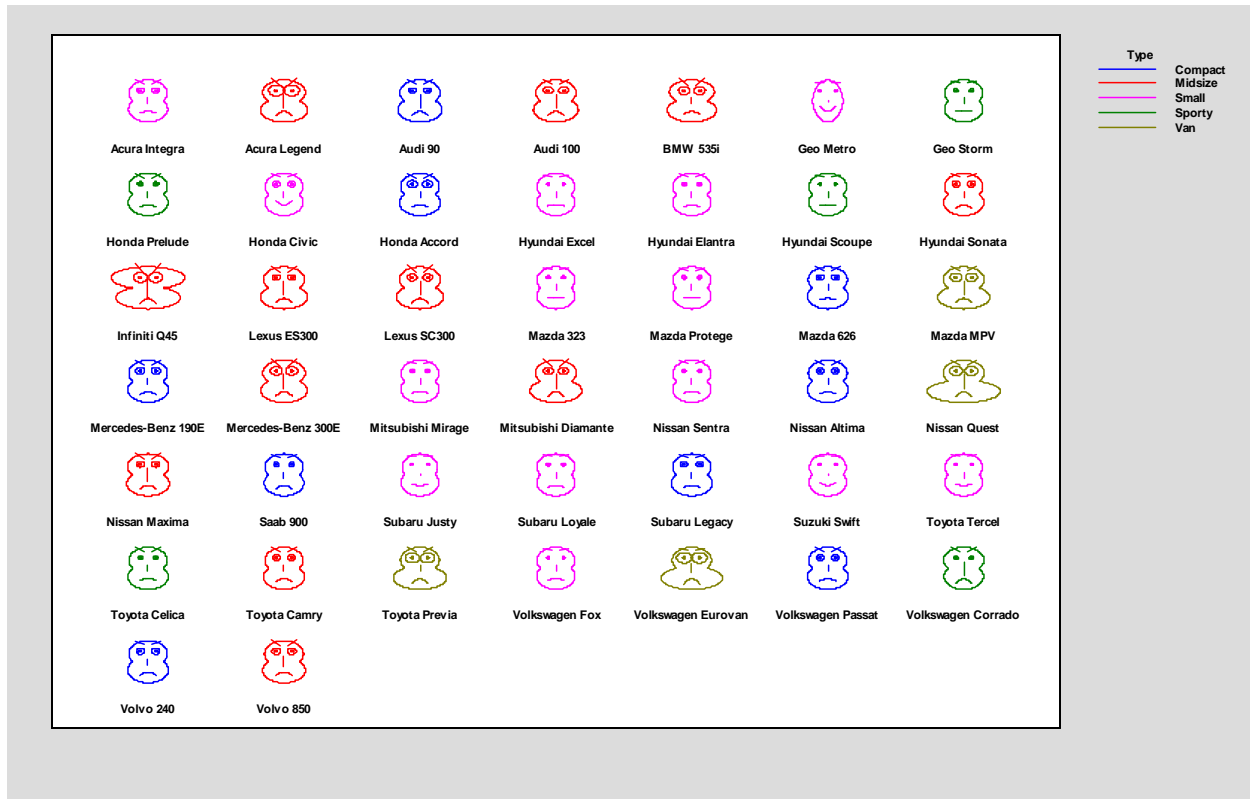 Type
Compact
Midsize
Small
Sporty
Van
Acura Integra Acura Legend Audi 90 Audi 100 BMW 535i Geo Metro Geo Storm
Honda Prelude Honda Civic Honda Accord Hyundai Excel Hyundai Elantra Hyundai Scoupe Hyundai Sonata
Infiniti Q45 Lexus ES300 Lexus SC300 Mazda 323 Mazda Protege Mazda 626 Mazda MPV
Mercedes-Benz 190E Mercedes-Benz 300E Mitsubishi Mirage Mitsubishi Diamante Nissan Sentra Nissan Altima Nissan Quest
Nissan Maxima Saab 900 Subaru Justy Subaru Loyale Subaru Legacy Suzuki Swift Toyota Tercel
Toyota Celica Toyota Camry Toyota Previa Volkswagen Fox Volkswagen Eurovan Volkswagen Passat Volkswagen Corrado
Volvo 240 Volvo 850